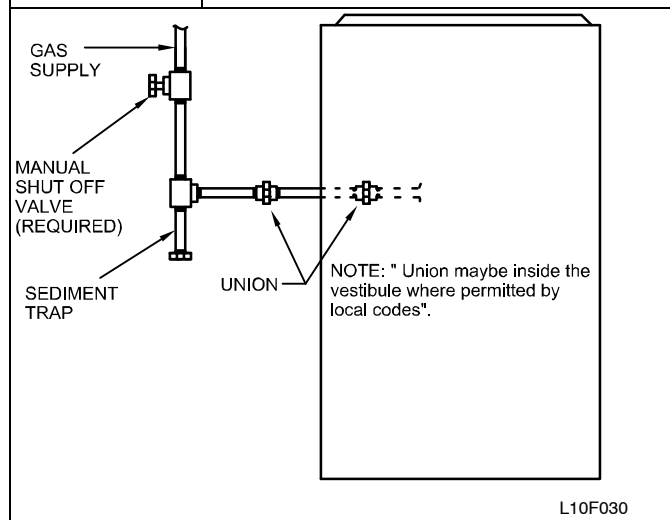 GAS
SUPPLY
MANUAL
SHUT OFF
VALVE
(REQUIRED)
SEDIMENT
TRAP
UNION
NOTE: " Union maybe inside the
vestibule where permitted by
local codes".
L10F030